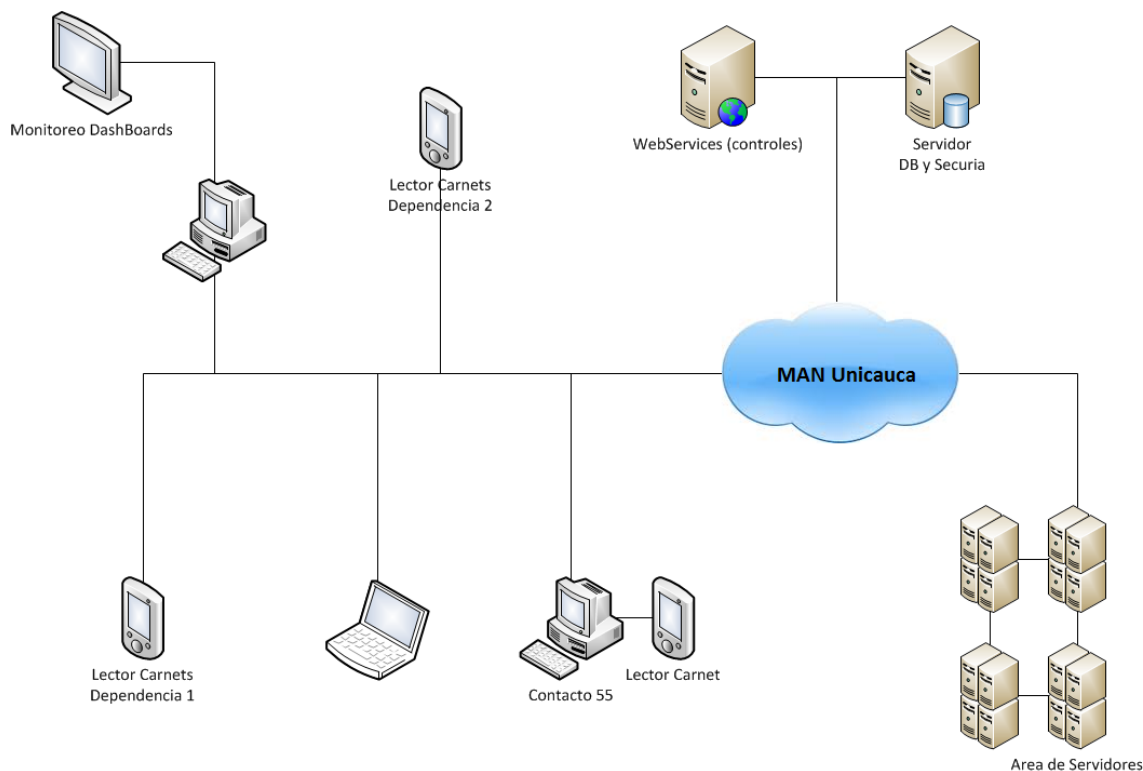 Monitoreo DashBoards
Lector Carnets
Dependencia 2
WebServices (controles)
Servidor
DB y Securia
MAN Unicauca
Lector Carnets
Dependencia 1
Contacto 55
Lector Carnet
Area de Servidores